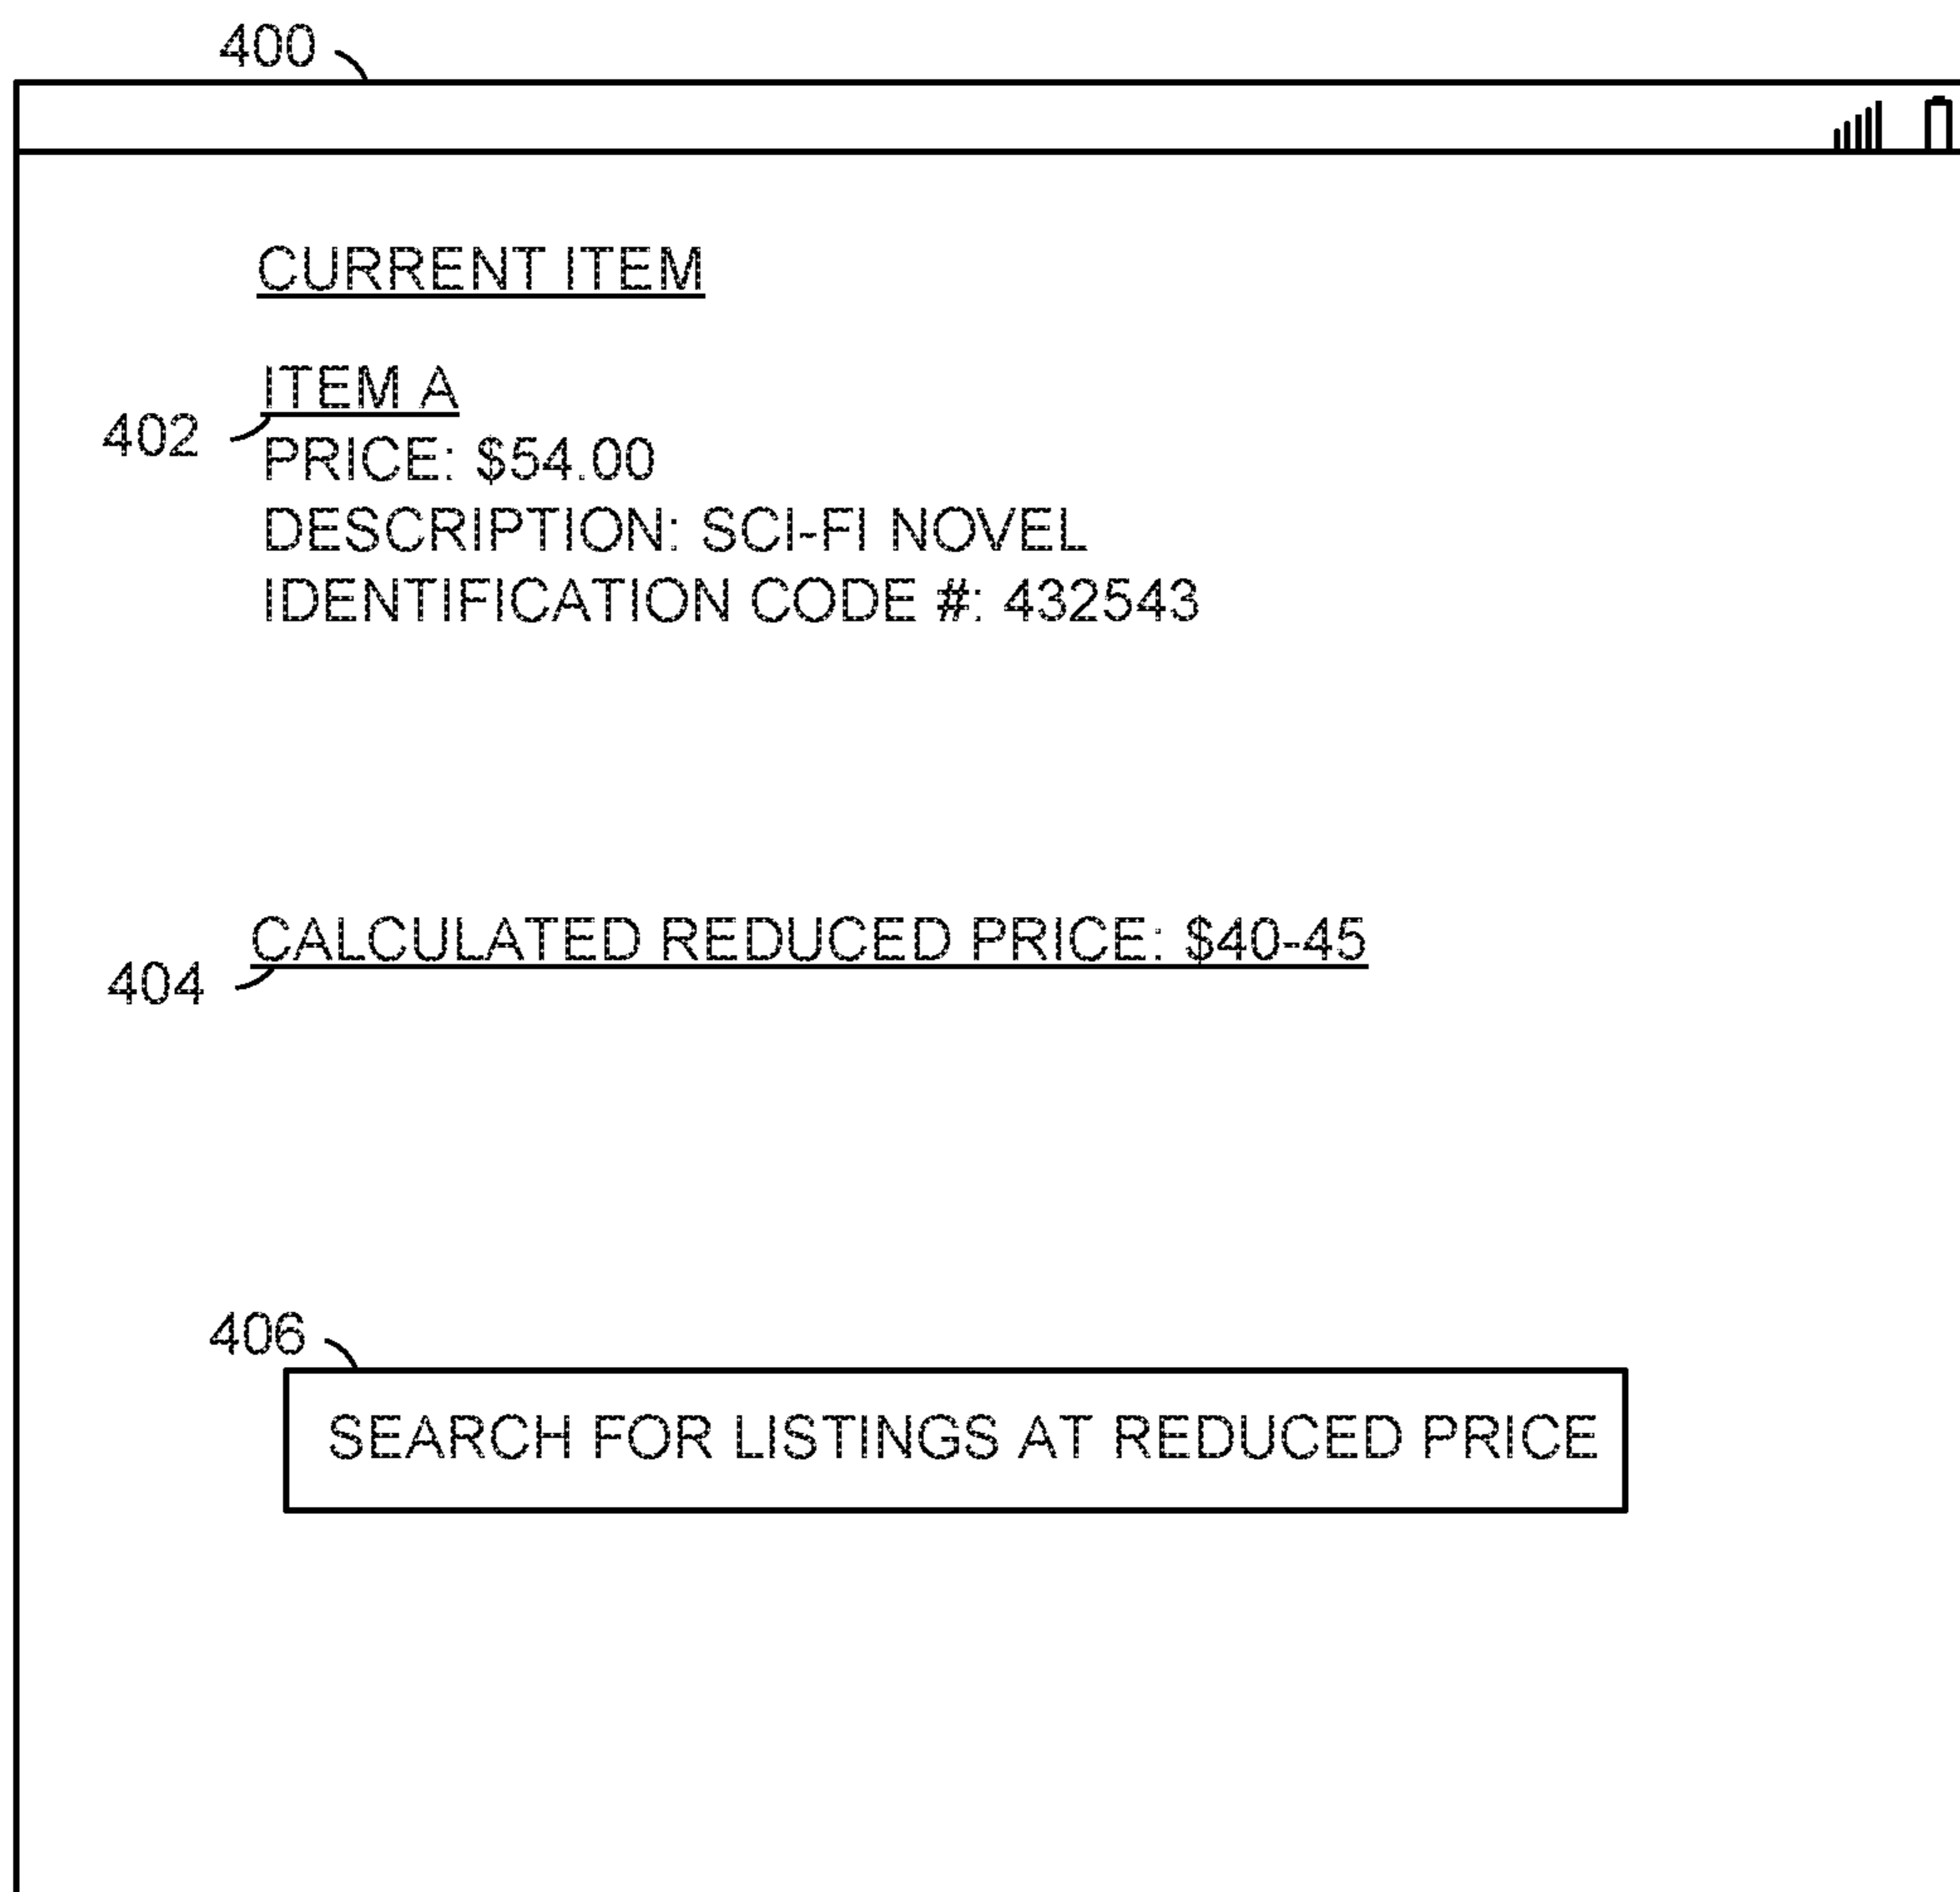 400
CURRENT ITEM
ITEM A
402
PRICE: $54.00
DESCRIPTION: SCI-FI NOVEL
IDENTIFICATION CODE #: 432543
CALCULATED REDUCED PRICE: $40-45
404
406
SEARCH FOR LISTINGS AT REDUCED PRICE